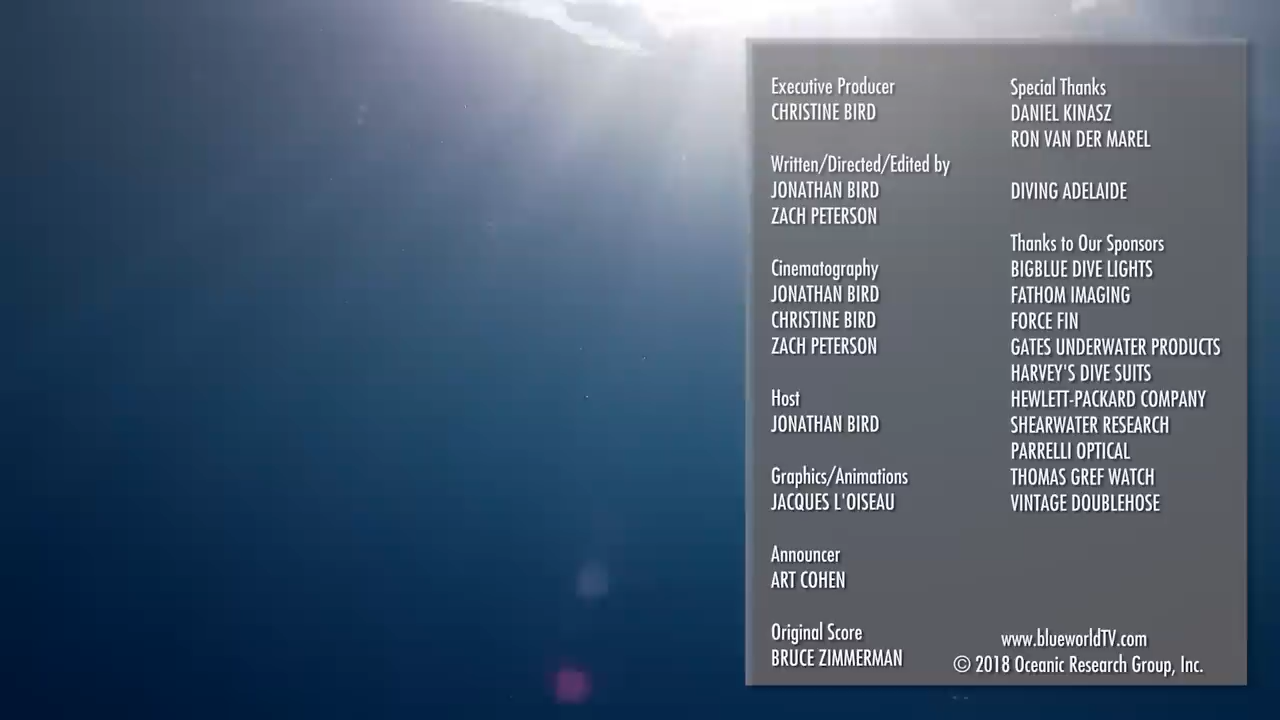 Executive Producer
CHRISTINE BIRD
Written/Directed/Edited by
JONATHAN BIRD
ZACH PETERSON
Cinematography
JONATHAN BIRD
CHRISTINE BIRD
ZACH PETERSON
Host
JONATHAN BIRD
Graphics/Animations
JACQUES L'OISEAU
Announcer
ART COHEN
Original Score
BRUCE ZIMMERMAN
Special Thanks
DANIEL KINASZ
RON VAN DER MAREL
DIVING ADELAIDE
Thanks to Our Sponsors
BIGBLUE DIVE LIGHTS
FATHOM IMAGING
FORCE FIN
GATES UNDERWATER PRODUCTS
HARVEY'S DIVE SUITS
HEWLETT-PACKARD COMPANY
SHEARWATER RESEARCH
PARRELLI OPTICAL
THOMAS GREF WATCH
VINTAGE DOUBLEHOSE
www.blueworldTV.com
© 2018 Oceanic Research Group, Inc.